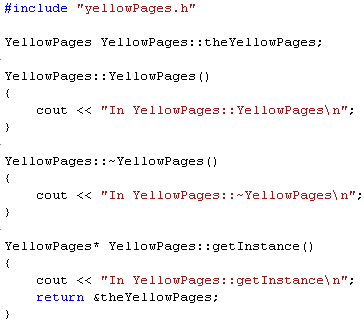 #include "yellowPages.h"
YellowPages YellowPages::theYellowPages;
YellowPages::YellowPages()
{
    cout << "In YellowPages::YellowPages\n";
}
YellowPages::~YellowPages()
{
    cout << "In YellowPages::~YellowPages\n";
}
YellowPages* YellowPages::getInstance()
{
    cout << "In YellowPages::getInstance\n";
    return &theYellowPages;
}